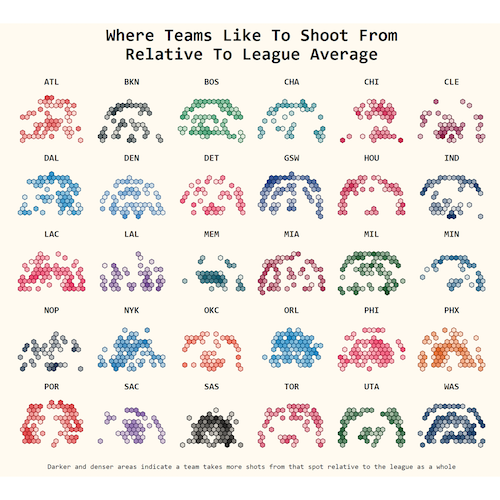 Where Teams Like To Shoot From
Relative To League Average
ATL BKN BOS CHA CHI CLE
DAL DEN DET GSW HOU IND
LAC LAL MEM MIA MIL MIN
NOP NYK OKC ORL PHI PHX
POR SAC SAS TOR UTA WAS
Darker and denser areas indicate a team takes more shots from that spot relative to the league as a whole